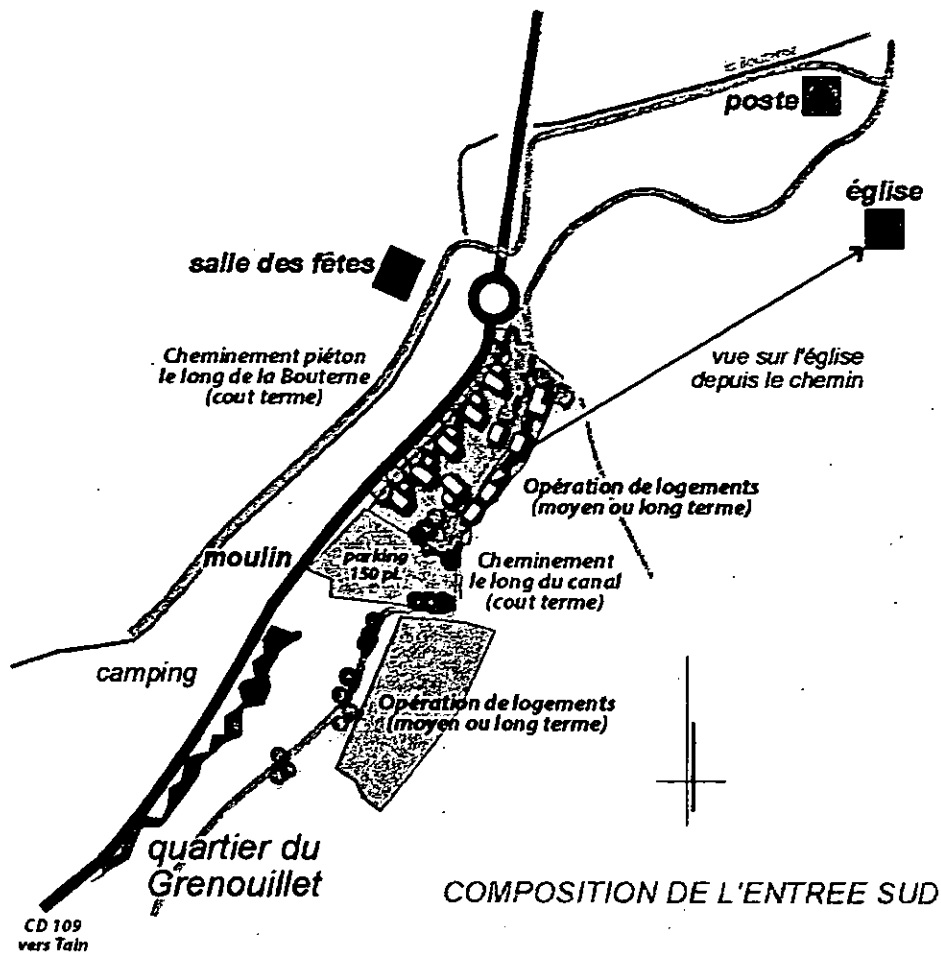 la Bouterne
poste
église
salle des fêtes
Cheminement piéton
le long de la Bouterne
(cout terme)
vue sur l'église
depuis le chemin
Opération de logements
(moyen ou long terme)
moulin
parking
150 pl.
Cheminement
le long du canal
(cout terme)
camping
Opération de logements
(moyen ou long terme)
quartier du
Grenouillet
COMPOSITION DE L'ENTREE SUD
CD 109
vers Tain